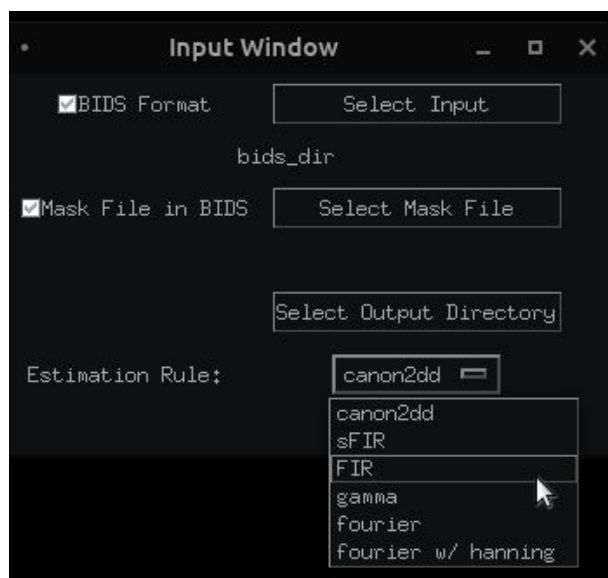 Input Window
BIDS Format
Select Input
bids_dir
Mask File in BIDS
Select Mask File
Select Output Directory
Estimation Rule:
canon2dd
canon2dd
sFIR
FIR
gamma
fourier
fourier w/ hanning